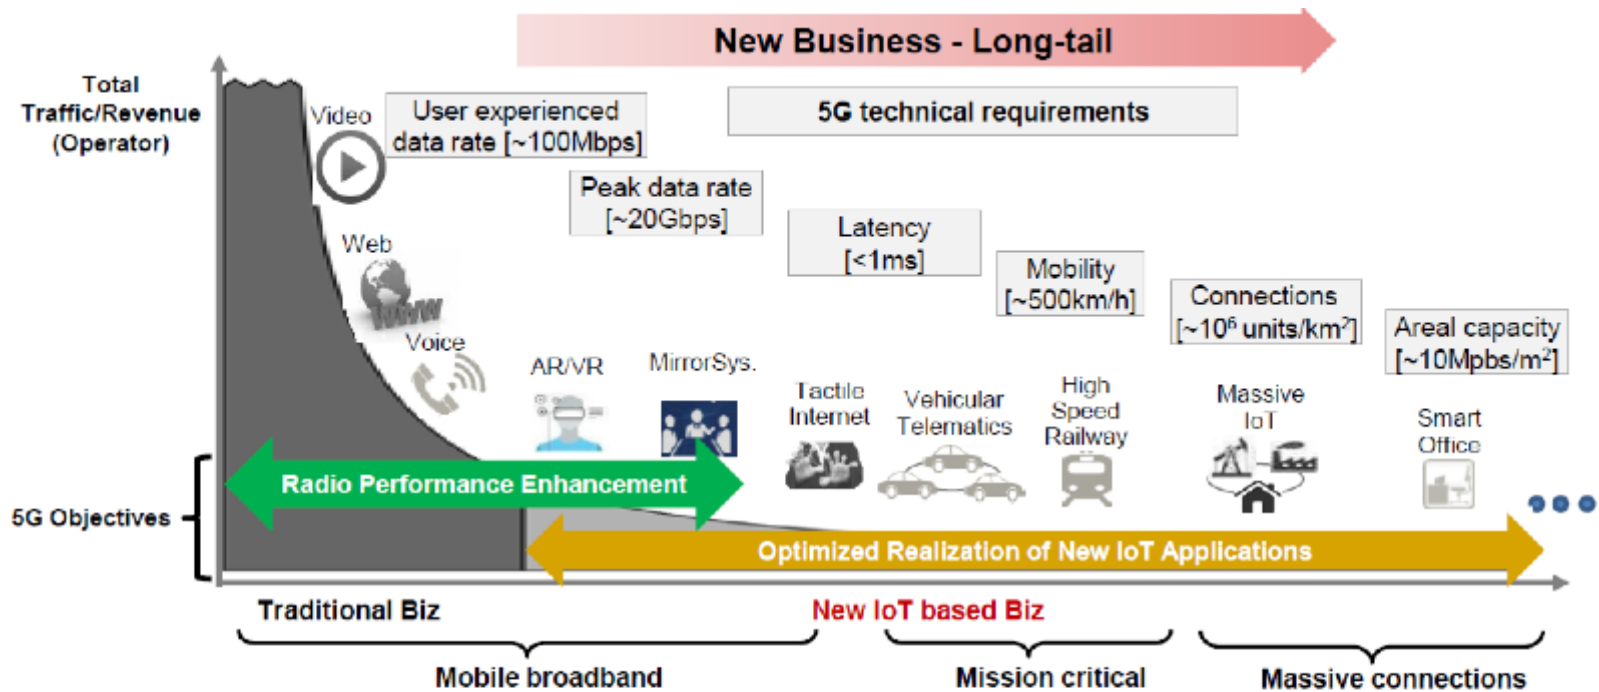 New Business - Long-tail
Total
Traffic/Revenue
(Operator)
Video
User experienced
data rate [~100Mbps]
5G technical requirements
Peak data rate
[~20Gbps]
Latency
[<1ms]
Mobility
[~500km/h]
Connections
[~10⁶ units/km²]
Areal capacity
[~10Mpbs/m²]
Web
WWW
Voice
AR/VR
MirrorSys.
Tactile
Internet
Vehicular
Telematics
High
Speed
Railway
Massive
IoT
Smart
Office
5G Objectives
Radio Performance Enhancement
Optimized Realization of New IoT Applications
Traditional Biz
New IoT based Biz
Mobile broadband
Mission critical
Massive connections